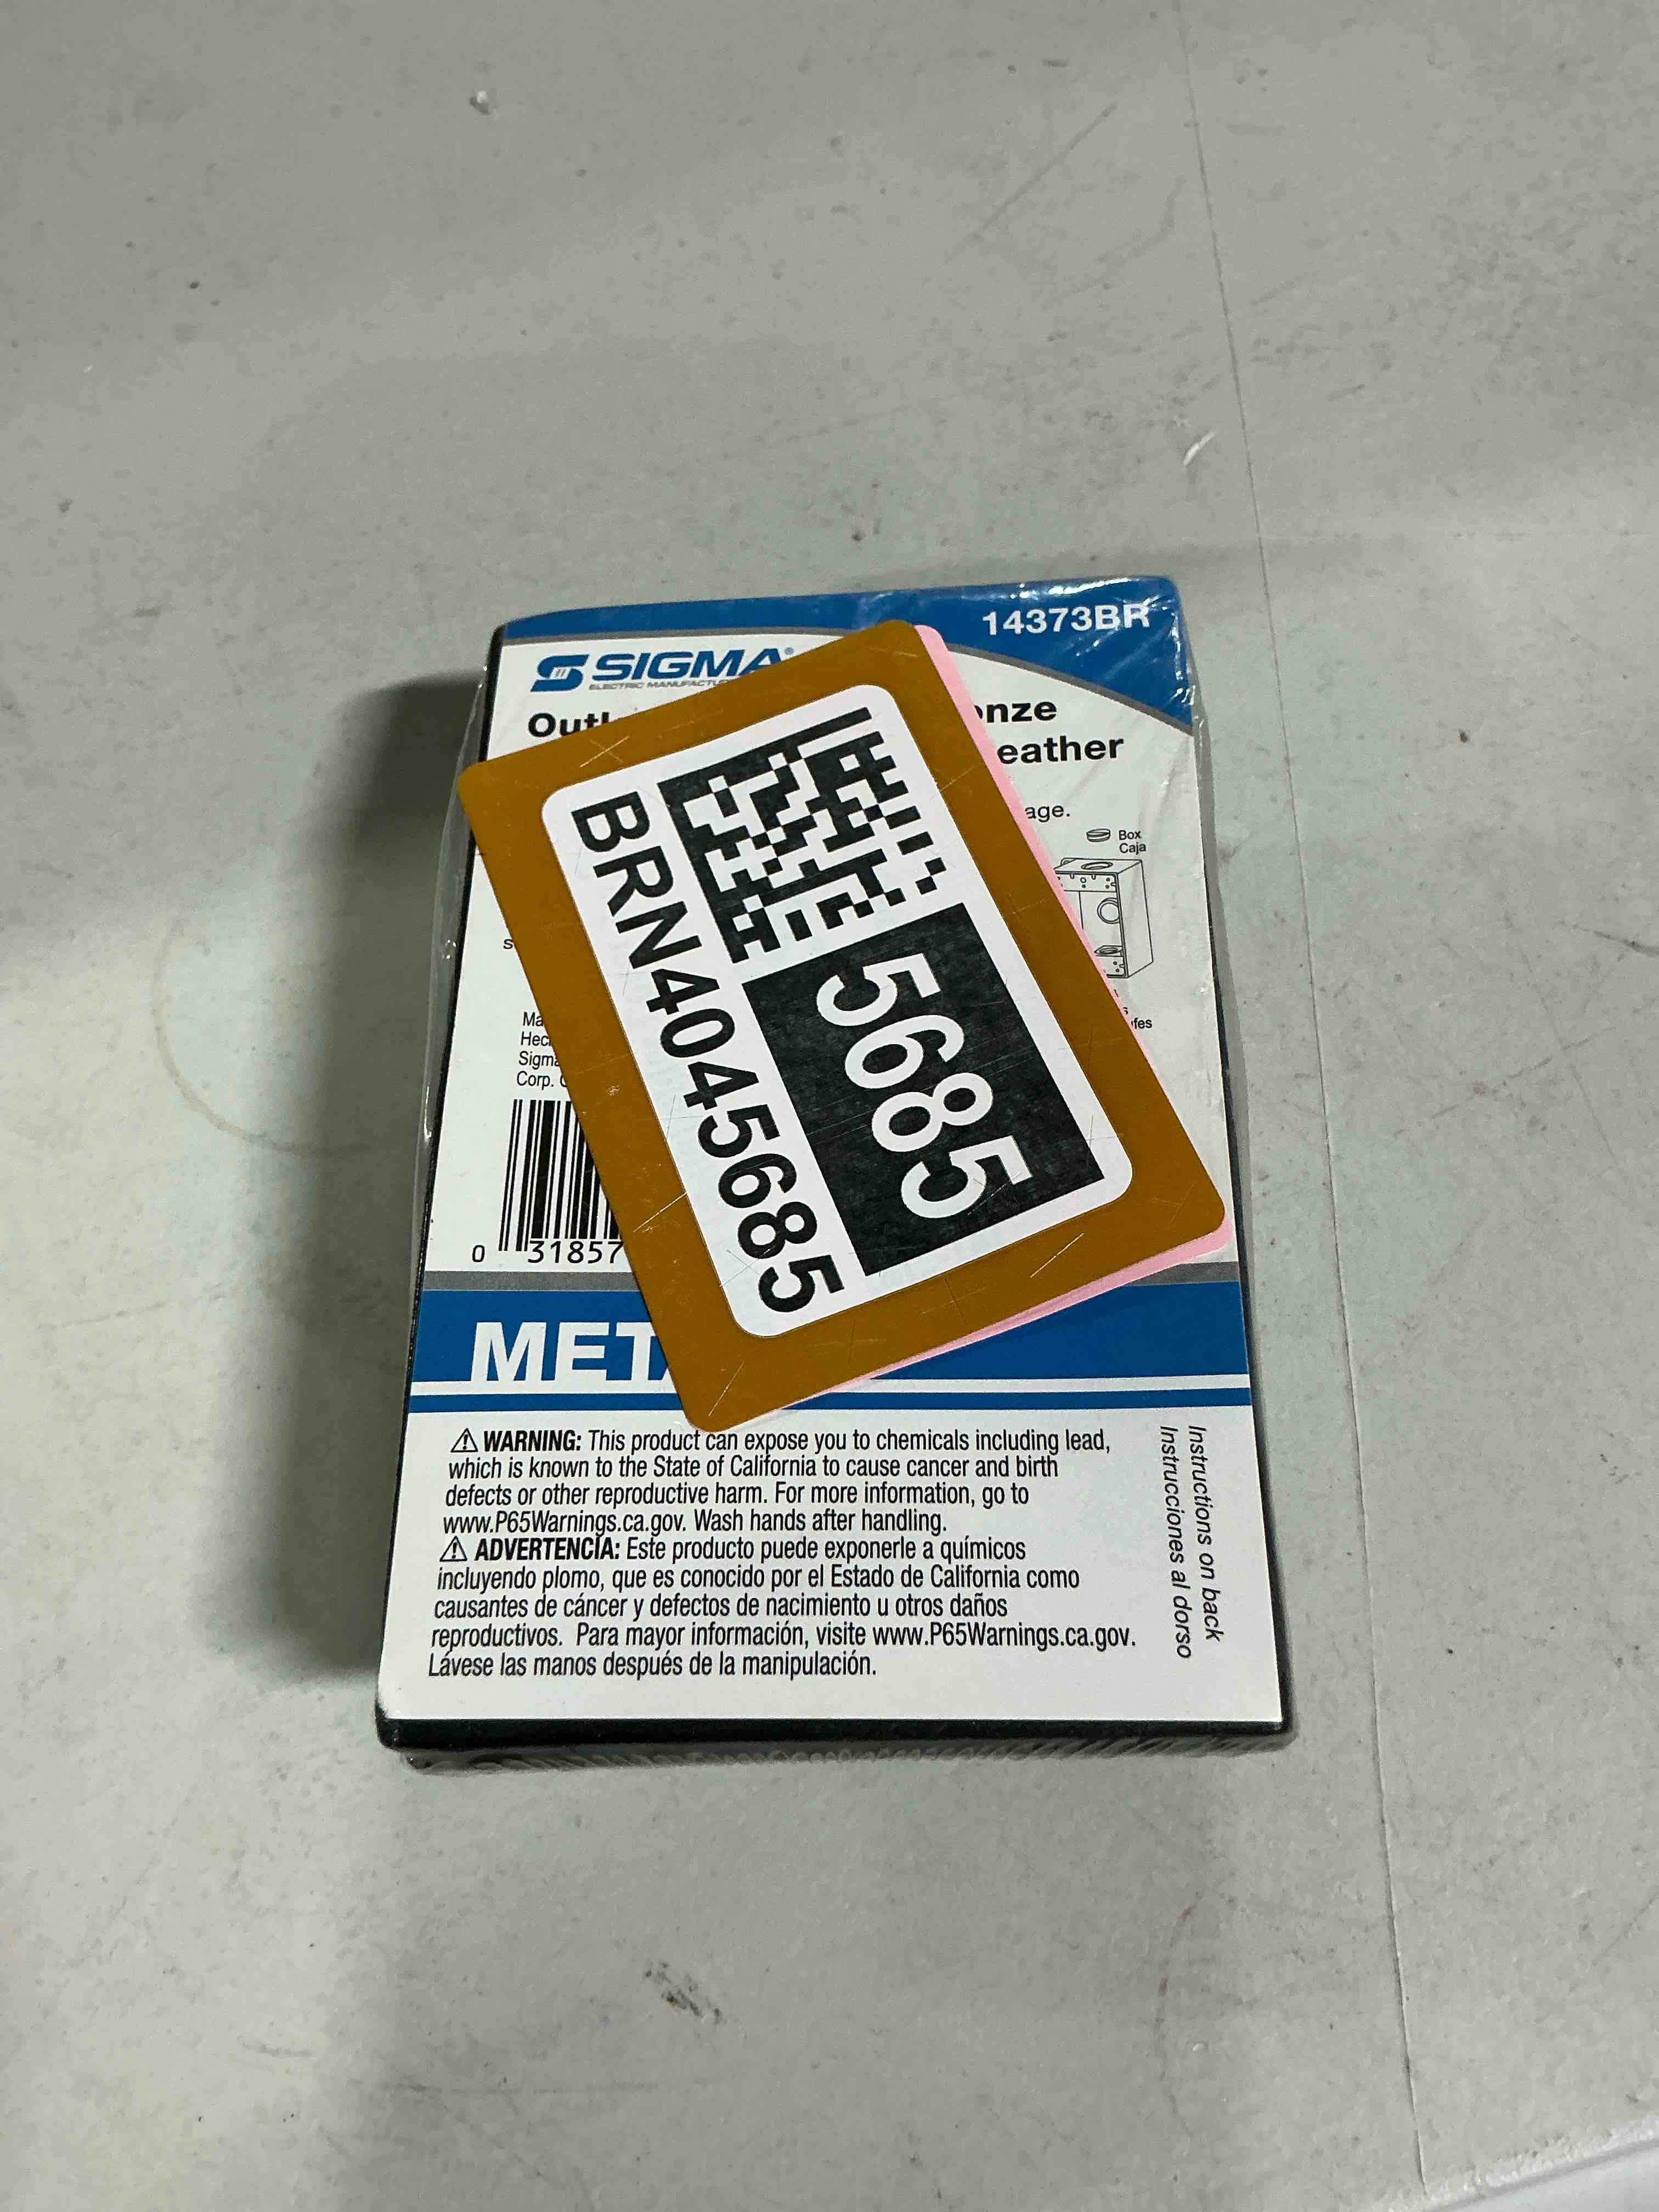 14373BR
SIGMA®
ELECTRIC
onze
eather
age.
Box
Caja
5685
BRN4045685
Corp.
0 31857
⚠ WARNING: This product can expose you to chemicals including lead,
which is known to the State of California to cause cancer and birth
defects or other reproductive harm. For more information, go to
www.P65Warnings.ca.gov. Wash hands after handling.
⚠ ADVERTENCIA: Este producto puede exponerle a químicos
incluyendo plomo, que es conocido por el Estado de California como
causantes de cáncer y defectos de nacimiento u otros daños
reproductivos. Para mayor información, visite www.P65Warnings.ca.gov.
Lávese las manos después de la manipulación.
Instructions on back
Instrucciones al dorso